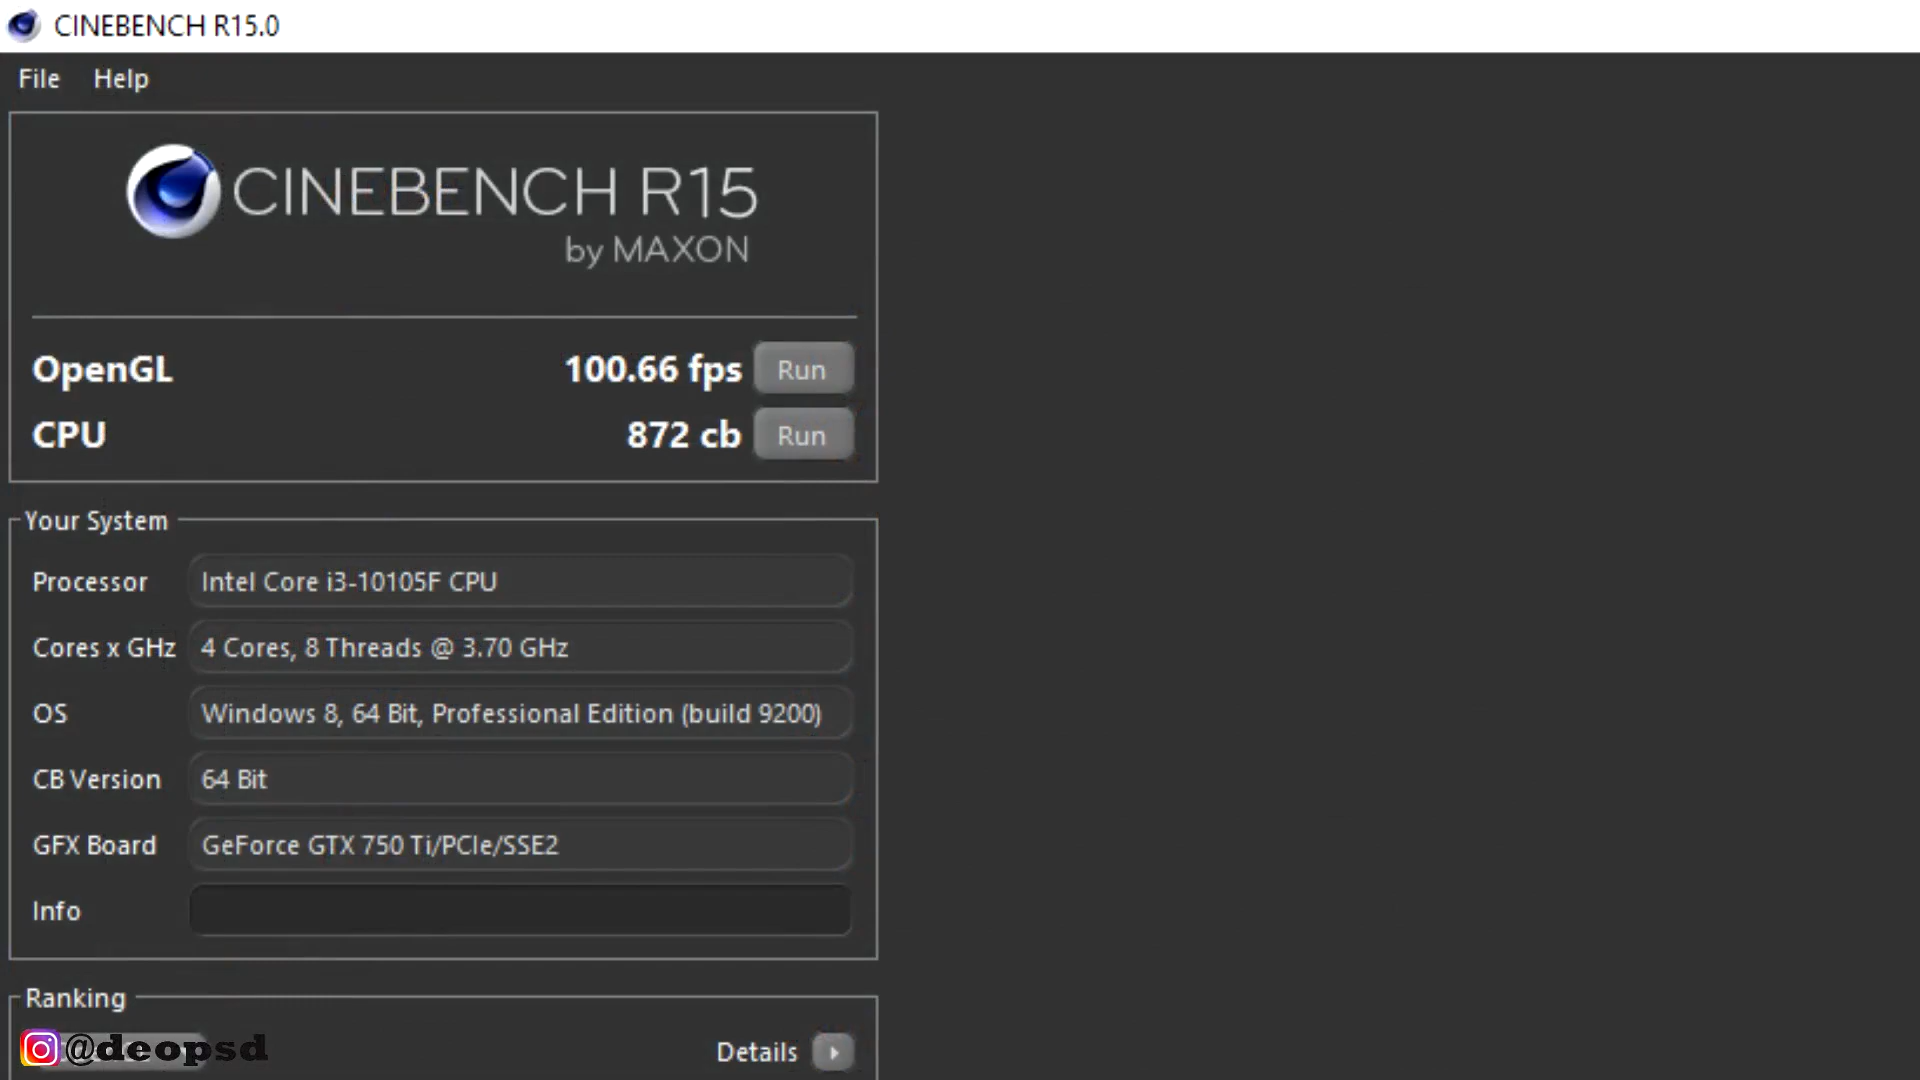 CINEBENCH R15.0
File Help
CINEBENCH R15
by MAXON
OpenGL 100.66 fps Run
CPU 872 cb Run
Your System
Processor Intel Core i3-10105F CPU
Cores x GHz 4 Cores, 8 Threads @ 3.70 GHz
OS Windows 8, 64 Bit, Professional Edition (build 9200)
CB Version 64 Bit
GFX Board GeForce GTX 750 Ti/PCIe/SSE2
Info
Ranking
@deopsd Details